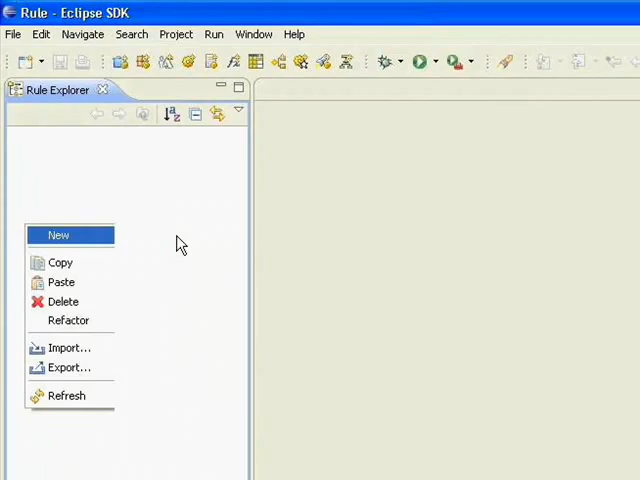 Rule - Eclipse SDK
File Edit Navigate Search Project Run Window Help
Rule Explorer
New
Copy
Paste
Delete
Refactor
Import...
Export...
Refresh